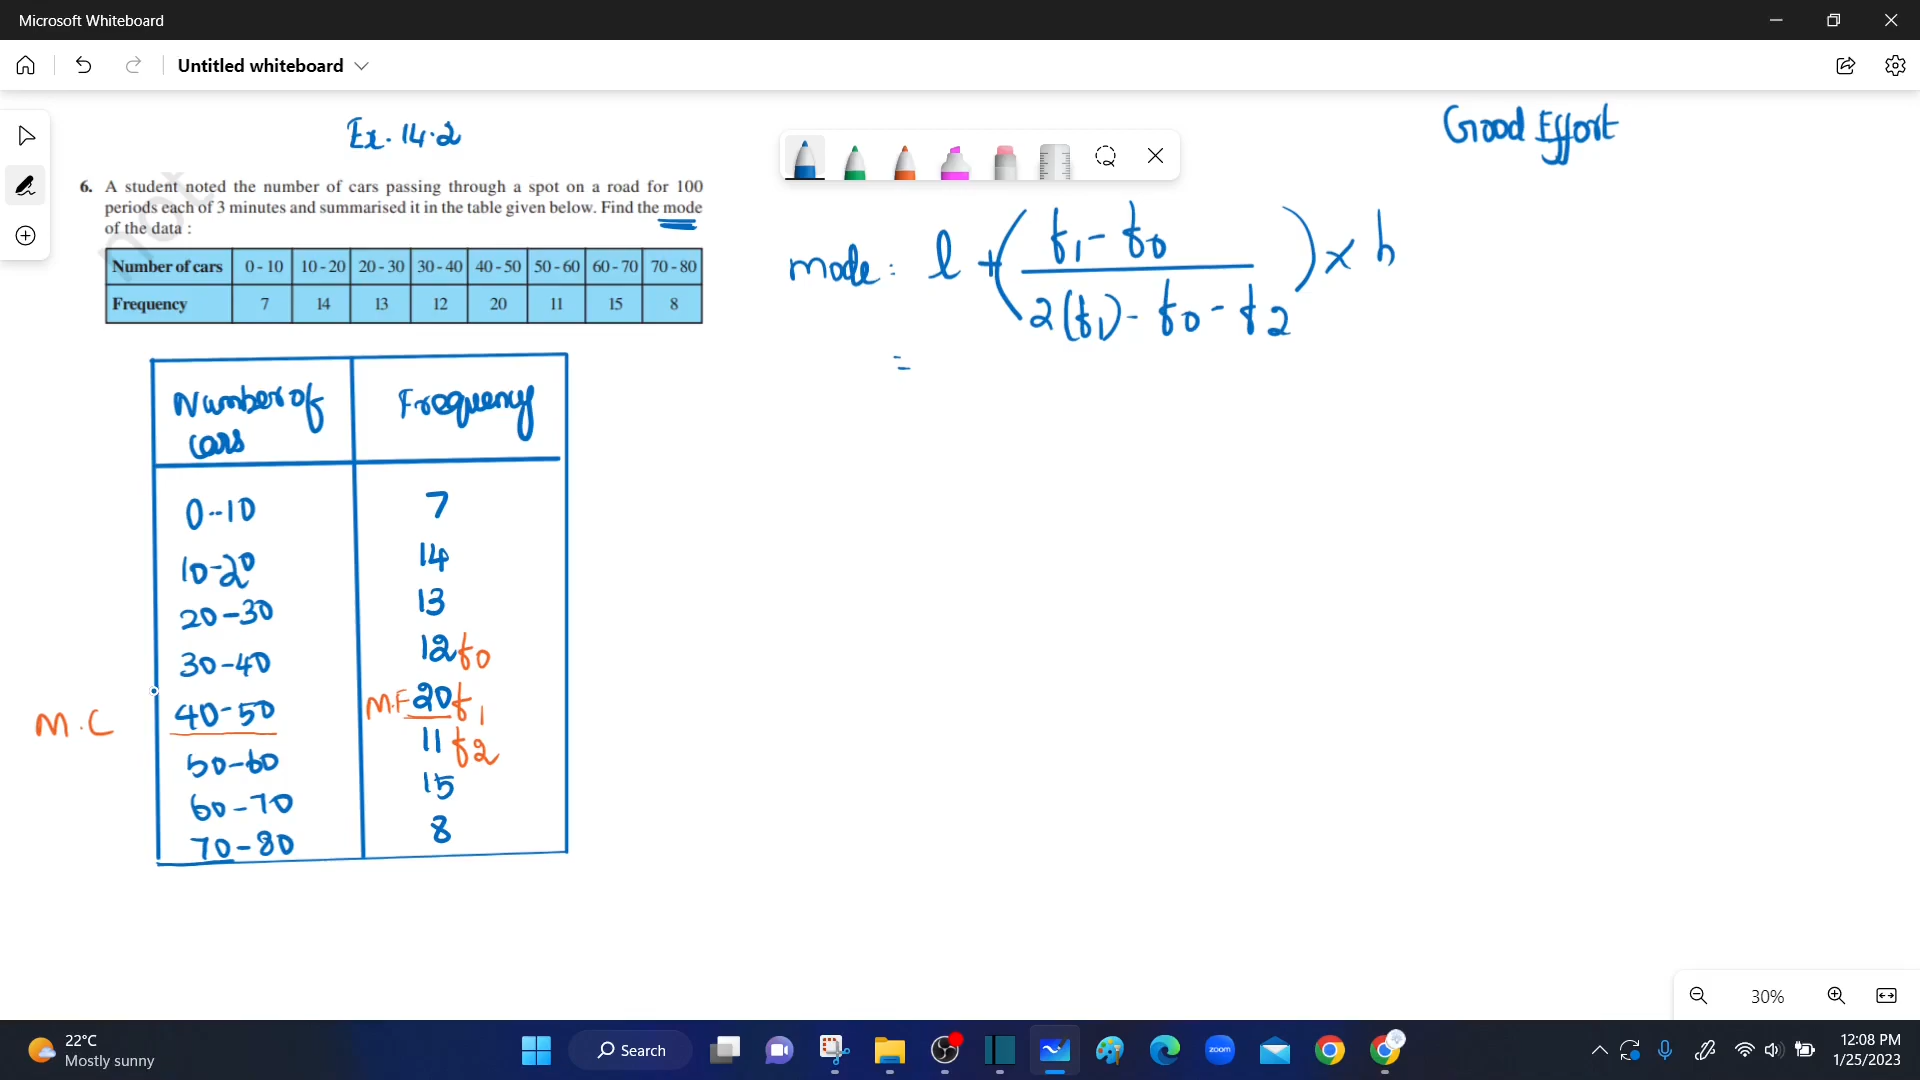 Microsoft Whiteboard
Untitled whiteboard
Ex. 14.2
Good Effort
6. A student noted the number of cars passing through a spot on a road for 100
periods each of 3 minutes and summarised it in the table given below. Find the mode
of the data :
not
Number of cars 0 - 10 10 - 20 20 - 30 30 - 40 40 - 50 50 - 60 60 - 70 70 - 80
Frequency 7 14 13 12 20 11 15 8
mode: l + ( f1 - f0 / 2(f1) - f0 - f2 ) × h
=
Number of cars Frequency
0-10 7
10-20 14
20-30 13
30-40 12 f0
M.C 40-50 M.F 20 f1
50-60 11 f2
60-70 15
70-80 8
30%
22°C
Mostly sunny
Search
zoom
12:08 PM
1/25/2023